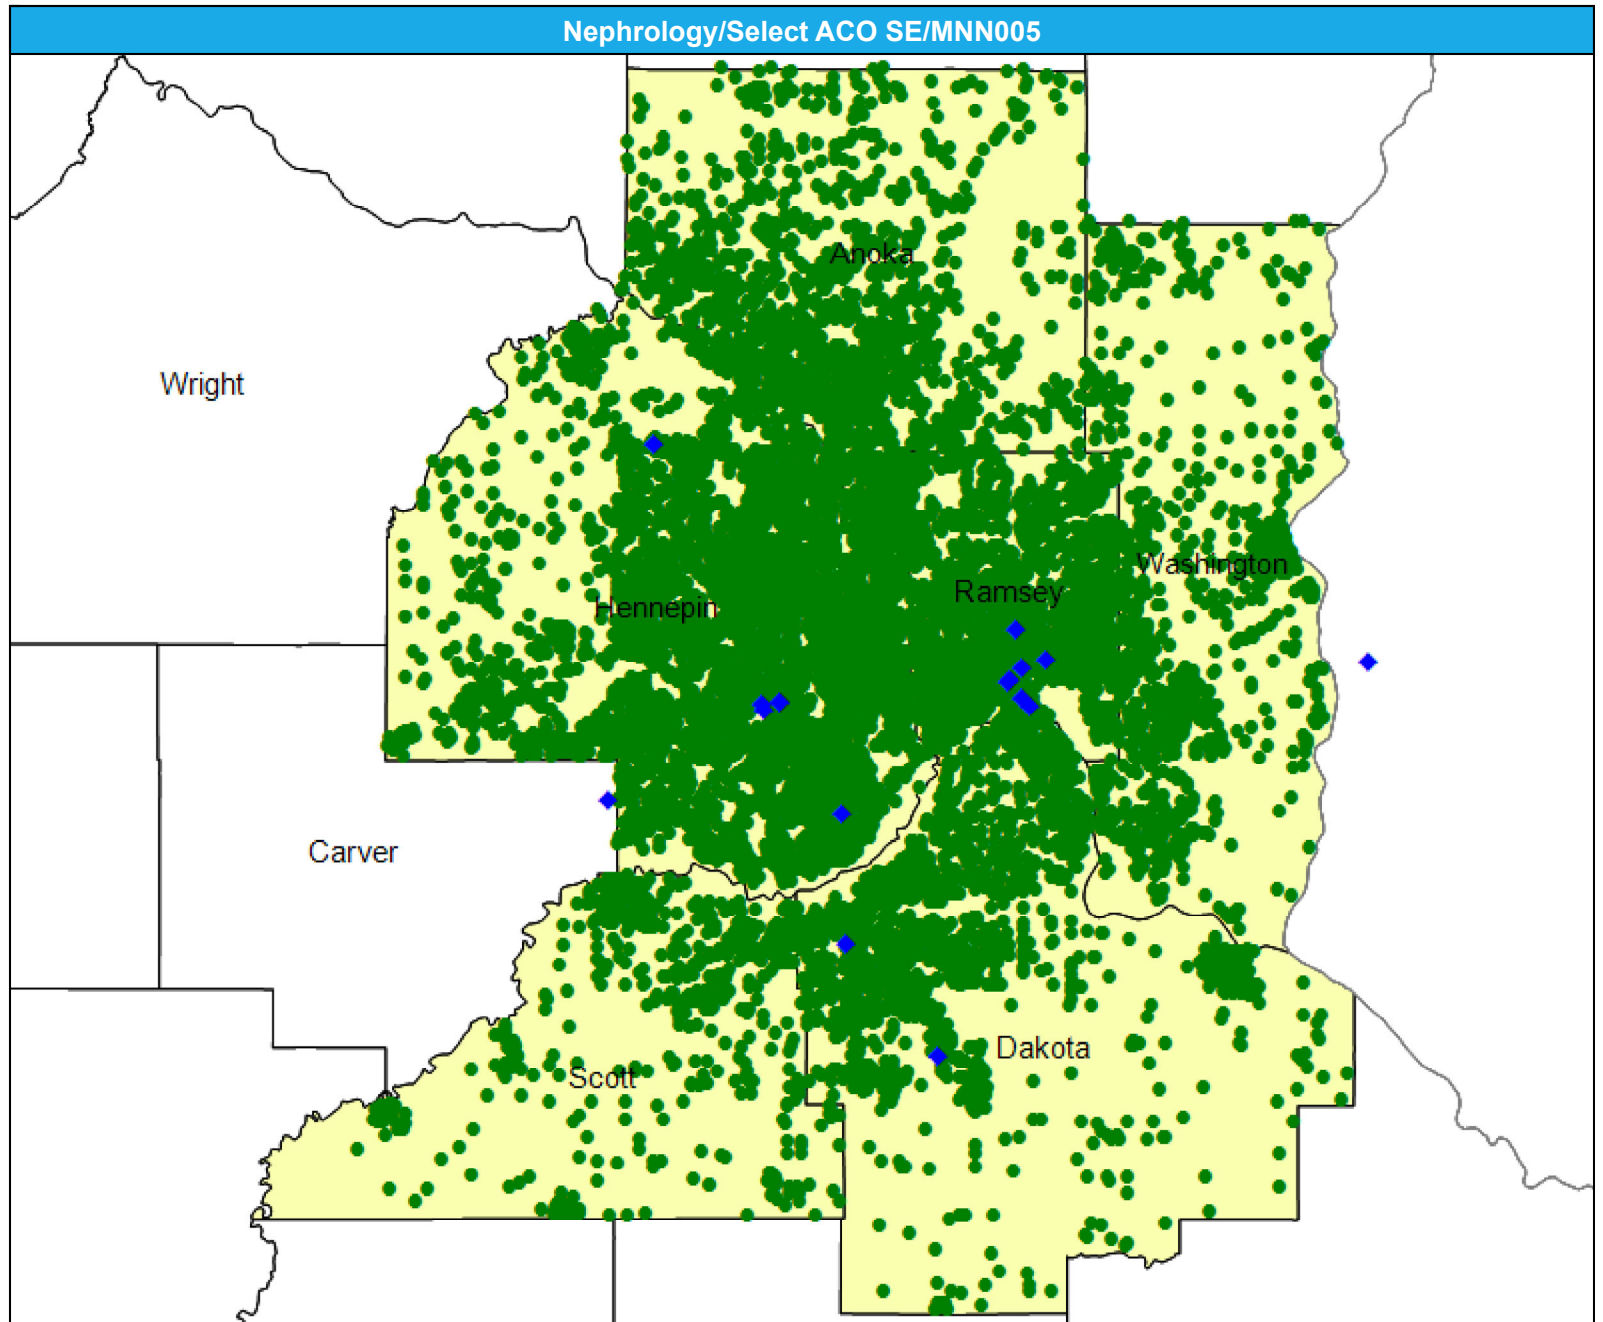 Nephrology/Select ACO SE/MNN005
Anoka
Wright
Washington
Ramsey
Hennepin
Carver
Dakota
Scott